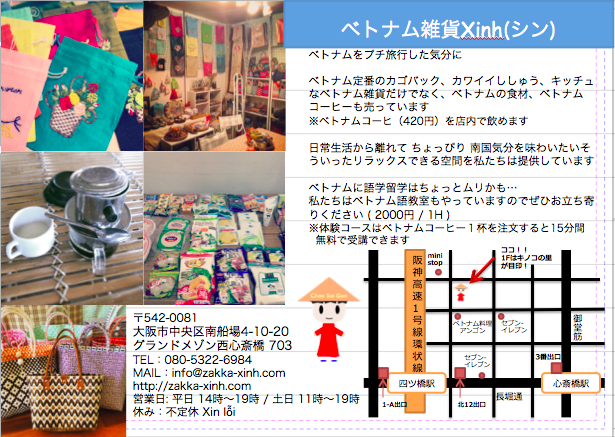 ベトナム雑貨Xinh(シン)
ベトナムをプチ旅行した気分に
ベトナム定番のカゴバック、カワイイししゅう、キッチュ
なベトナム雑貨だけでなく、ベトナムの食材、ベトナム
コーヒーも売っています
※ベトナムコーヒ（420円）を店内で飲めます
日常生活から離れて ちょっぴり 南国気分を味わいたいそ
ういったリラックスできる空間を私たちは提供しています
ベトナムに語学留学はちょっとムリかも…
私たちはベトナム語教室もやっていますのでぜひお立ち寄
りください ( 2000円 / 1H )
※体験コースはベトナムコーヒー１杯を注文すると15分間
無料で受講できます
〒542-0081
大阪市中央区南船場4-10-20
グランドメゾン西心斎橋 703
TEL：080-5322-6984
MAIL：info@zakka-xinh.com
http://zakka-xinh.com
営業日: 平日 14時〜19時 / 土日 11時〜19時
休み：不定休 Xin lỗi
ココ！！
1Fはキノコの里
が目印！
mini
stop
阪神高速1号線環状線
ベトナム料理
アンゴン
セブン-
イレブン
御堂筋
セブン-
イレブン
3番出口
四ツ橋駅
心斎橋駅
1-A出口
北12出口
長堀通